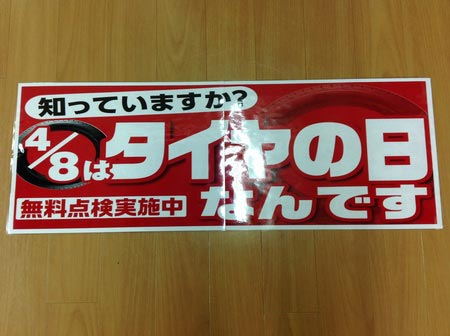 知っていますか?
4/8はタイヤの日
無料点検実施中 なんです